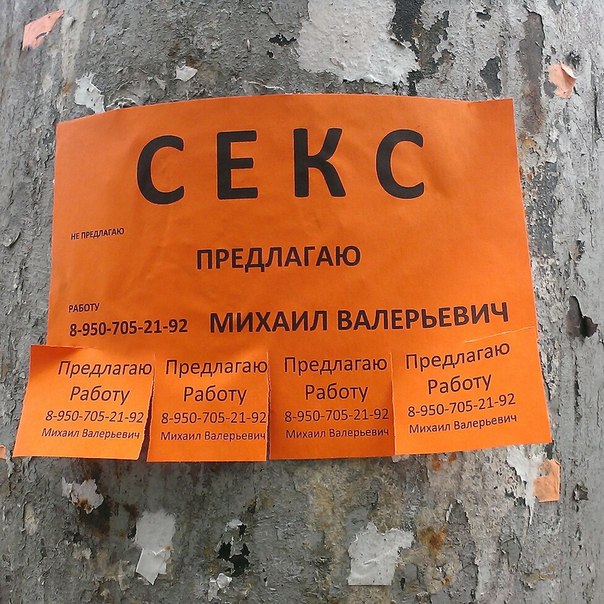 СЕКС
НЕ ПРЕДЛАГАЮ
ПРЕДЛАГАЮ
РАБОТУ
8-950-705-21-92 МИХАИЛ ВАЛЕРЬЕВИЧ
Предлагаю
Работу
8-950-705-21-92
Михаил Валерьевич
Предлагаю
Работу
8-950-705-21-92
Михаил Валерьевич
Предлагаю
Работу
8-950-705-21-92
Михаил Валерьевич
Предлагаю
Работу
8-950-705-21-92
Михаил Валерьевич